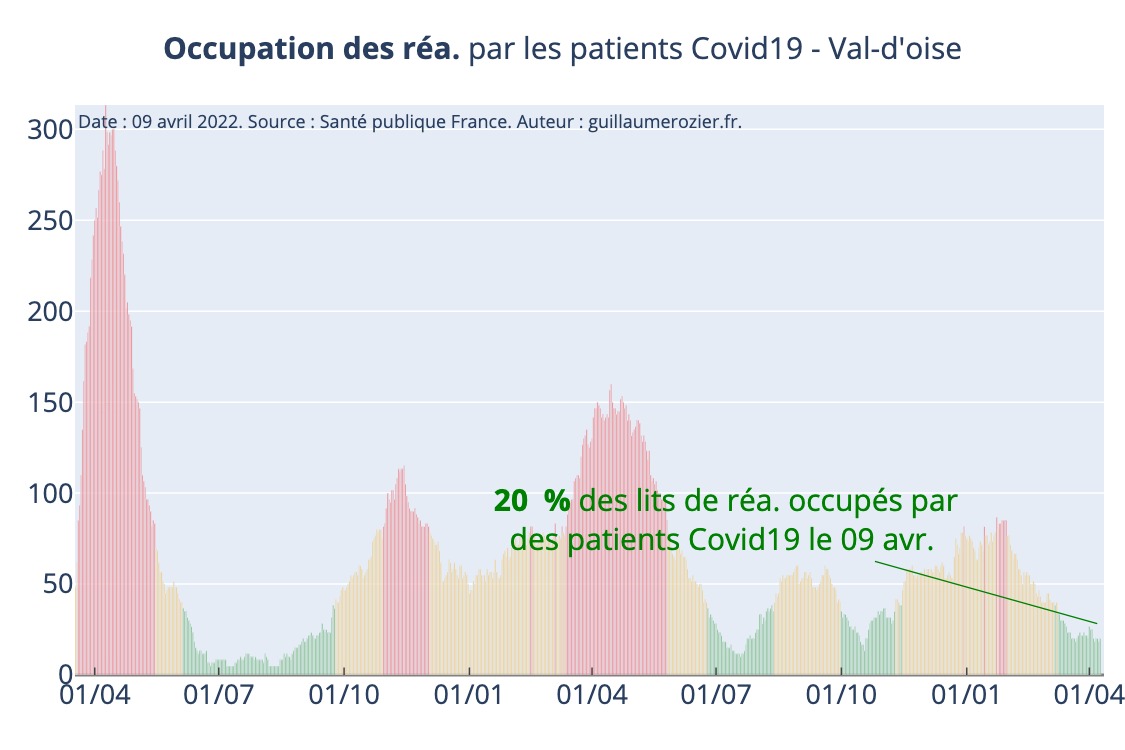 Occupation des réa. par les patients Covid19 - Val-d'oise
Date : 09 avril 2022. Source : Santé publique France. Auteur : guillaumerozier.fr.
300
250
200
150
100
50
0
20 % des lits de réa. occupés par
des patients Covid19 le 09 avr.
01/04 01/07 01/10 01/01 01/04 01/07 01/10 01/01 01/04